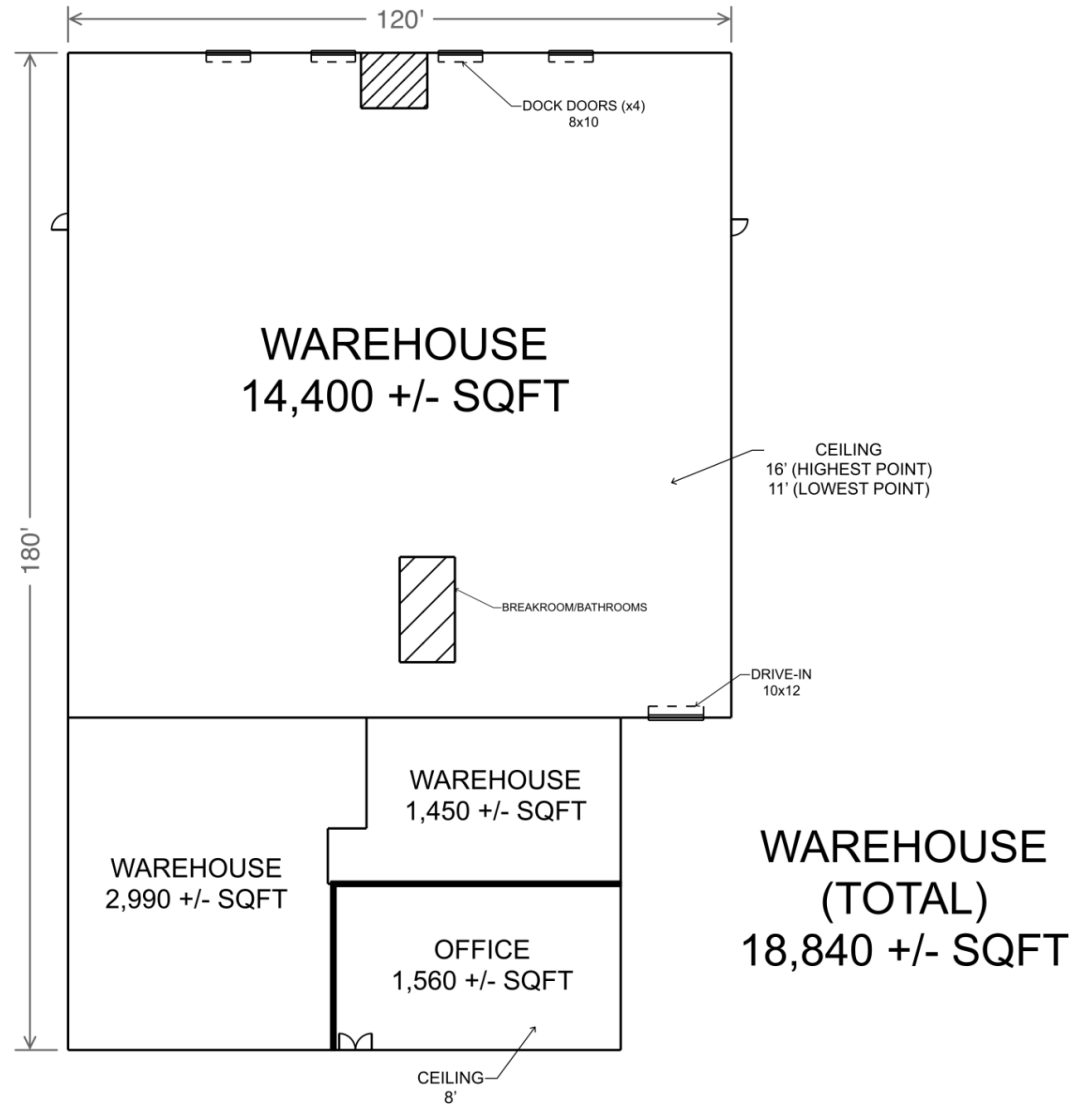 120'
DOCK DOORS (x4)
8x10
WAREHOUSE
14,400 +/- SQFT
CEILING
16' (HIGHEST POINT)
11' (LOWEST POINT)
180'
BREAKROOM/BATHROOMS
DRIVE-IN
10x12
WAREHOUSE
1,450 +/- SQFT
WAREHOUSE
2,990 +/- SQFT
OFFICE
1,560 +/- SQFT
WAREHOUSE
(TOTAL)
18,840 +/- SQFT
CEILING
8'